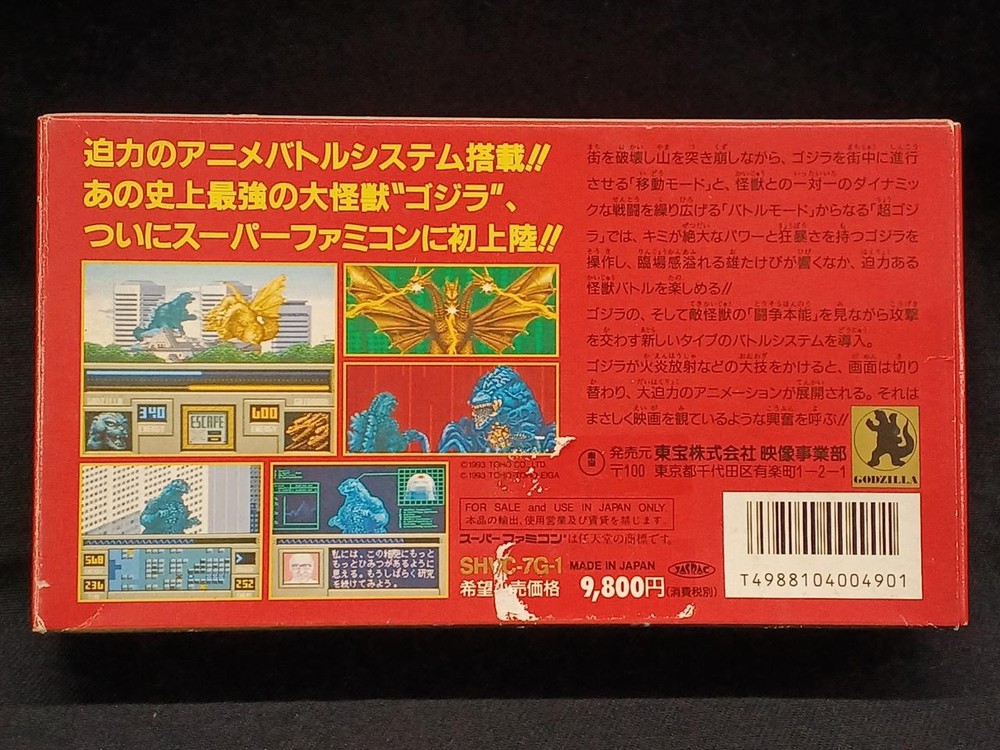 迫力のアニメバトルシステム搭載!!
あの史上最強の大怪獣"ゴジラ"、
ついにスーパーファミコンに初上陸!!
街を破壊し山を突き崩しながら、ゴジラを街中に進行
させる「移動モード」と、怪獣との一対一のダイナミッ
クな戦闘を繰り広げる「バトルモード」からなる「超ゴジ
ラ」では、キミが絶大なパワーと狂暴さを持つゴジラを
操作し、臨場感溢れる雄たけびが響くなか、迫力ある
怪獣バトルを楽しめる!!
ゴジラの、そして敵怪獣の「闘争本能」を見ながら攻撃
を交わす新しいタイプのバトルシステムを導入。
ゴジラが火炎放射などの大技をかけると、画面は切り
替わり、大迫力のアニメーションが展開される。それは
まさしく映画を観ているような興奮を呼ぶ!!
340
ENERGY
ESCAPE
600
ENERGY
568
236
252
私には、この細胞にもっと
もっとひみつがあるように
思える。もうしばらく研究
を続けてみよう。
©1993 TOHO CO., LTD.
©1993 TOHO EIGA
発売元 東宝株式会社 映像事業部
〒100 東京都千代田区有楽町1-2-1
GODZILLA
FOR SALE and USE IN JAPAN ONLY.
本品の輸出、使用営業及び賃貸を禁じます。
スーパーファミコンは任天堂の商標です。
SHVC-7G-1 MADE IN JAPAN
JASRAC
希望小売価格 9,800円(消費税別)
T4988104004901